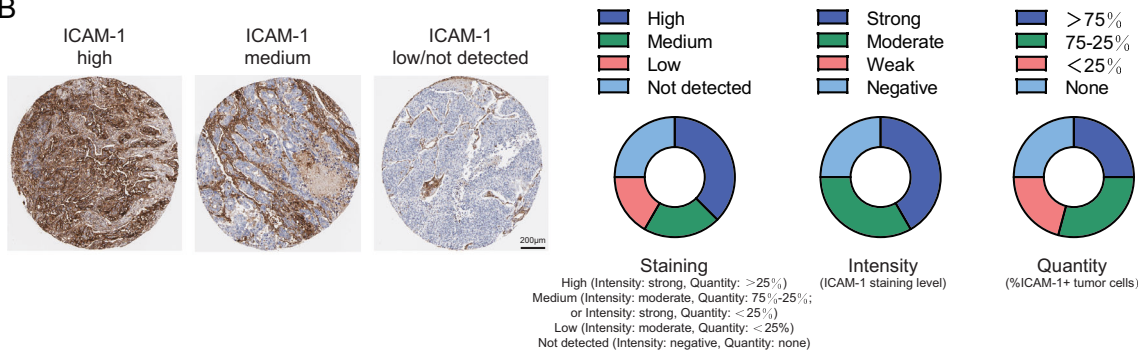 B
ICAM-1
high
ICAM-1
medium
ICAM-1
low/not detected
200μm
High
Medium
Low
Not detected
Strong
Moderate
Weak
Negative
>75%
75-25%
<25%
None
Staining
High (Intensity: strong, Quantity: >25%)
Medium (Intensity: moderate, Quantity: 75%-25%;
or Intensity: strong, Quantity: <25%)
Low (Intensity: moderate, Quantity: <25%)
Not detected (Intensity: negative, Quantity: none)
Intensity
(ICAM-1 staining level)
Quantity
(%ICAM-1+ tumor cells)